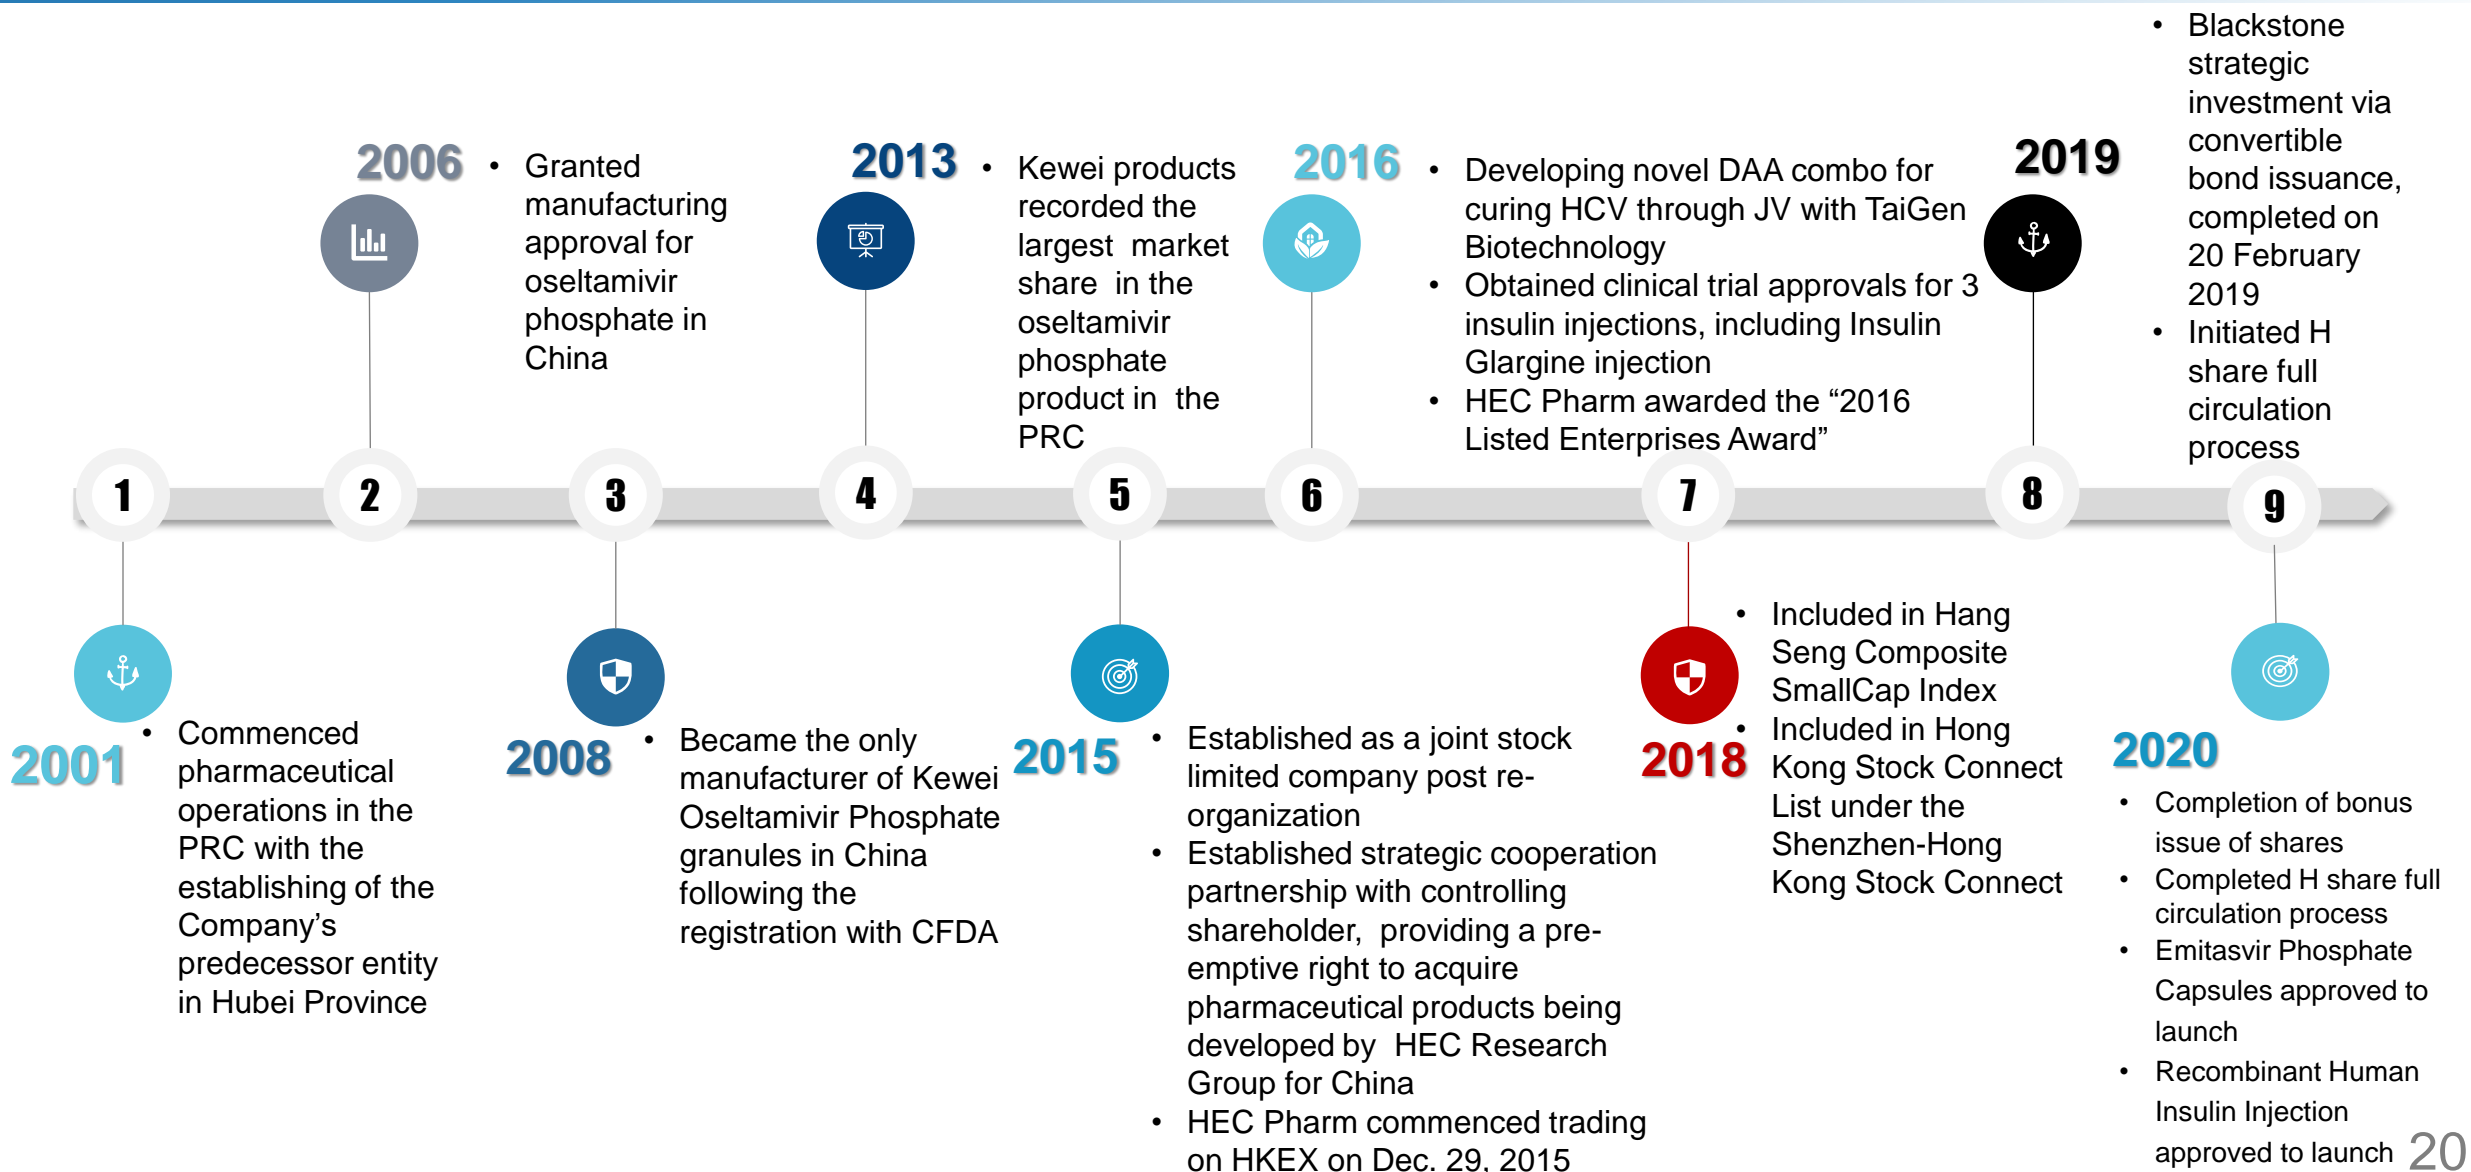 2006
• Granted
manufacturing
approval for
oseltamivir
phosphate in
China
2013
• Kewei products
recorded the
largest market
share in the
oseltamivir
phosphate
product in the
PRC
2016
• Developing novel DAA combo for
curing HCV through JV with TaiGen
Biotechnology
• Obtained clinical trial approvals for 3
insulin injections, including Insulin
Glargine injection
• HEC Pharm awarded the “2016
Listed Enterprises Award”
2019
• Blackstone
strategic
investment via
convertible
bond issuance,
completed on
20 February
2019
• Initiated H
share full
circulation
process
1
2
3
4
5
6
7
8
9
2001
• Commenced
pharmaceutical
operations in the
PRC with the
establishing of the
Company’s
predecessor entity
in Hubei Province
2008
• Became the only
manufacturer of Kewei
Oseltamivir Phosphate
granules in China
following the
registration with CFDA
2015
• Established as a joint stock
limited company post re-
organization
• Established strategic cooperation
partnership with controlling
shareholder, providing a pre-
emptive right to acquire
pharmaceutical products being
developed by HEC Research
Group for China
• HEC Pharm commenced trading
on HKEX on Dec. 29, 2015
2018
• Included in Hang
Seng Composite
SmallCap Index
• Included in Hong
Kong Stock Connect
List under the
Shenzhen-Hong
Kong Stock Connect
2020
• Completion of bonus
issue of shares
• Completed H share full
circulation process
• Emitasvir Phosphate
Capsules approved to
launch
• Recombinant Human
Insulin Injection
approved to launch
20